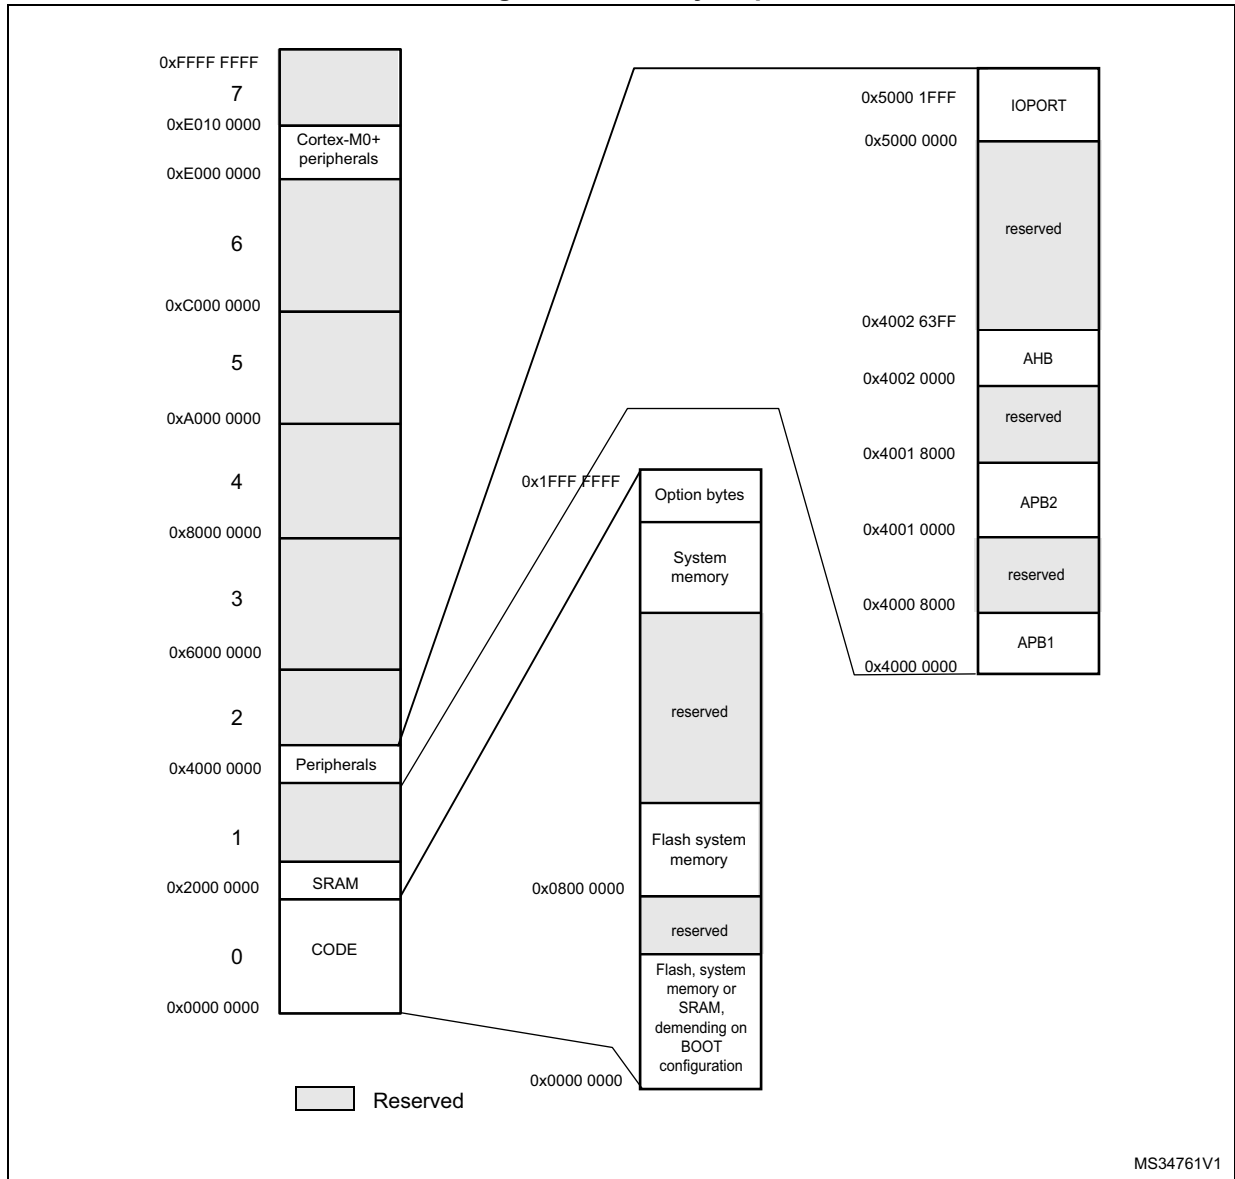 0xFFFF FFFF
7
0xE010 0000
Cortex-M0+
peripherals
0xE000 0000
6
0xC000 0000
5
0xA000 0000
4
0x8000 0000
3
0x6000 0000
2
Peripherals
0x4000 0000
1
SRAM
0x2000 0000
CODE
0
0x0000 0000
Reserved
0x1FFF FFFF
Option bytes
System
memory
reserved
Flash system
memory
0x0800 0000
reserved
Flash, system
memory or
SRAM,
demending on
BOOT
configuration
0x0000 0000
0x5000 1FFF
IOPORT
0x5000 0000
reserved
0x4002 63FF
AHB
0x4002 0000
reserved
0x4001 8000
APB2
0x4001 0000
reserved
0x4000 8000
APB1
0x4000 0000
MS34761V1